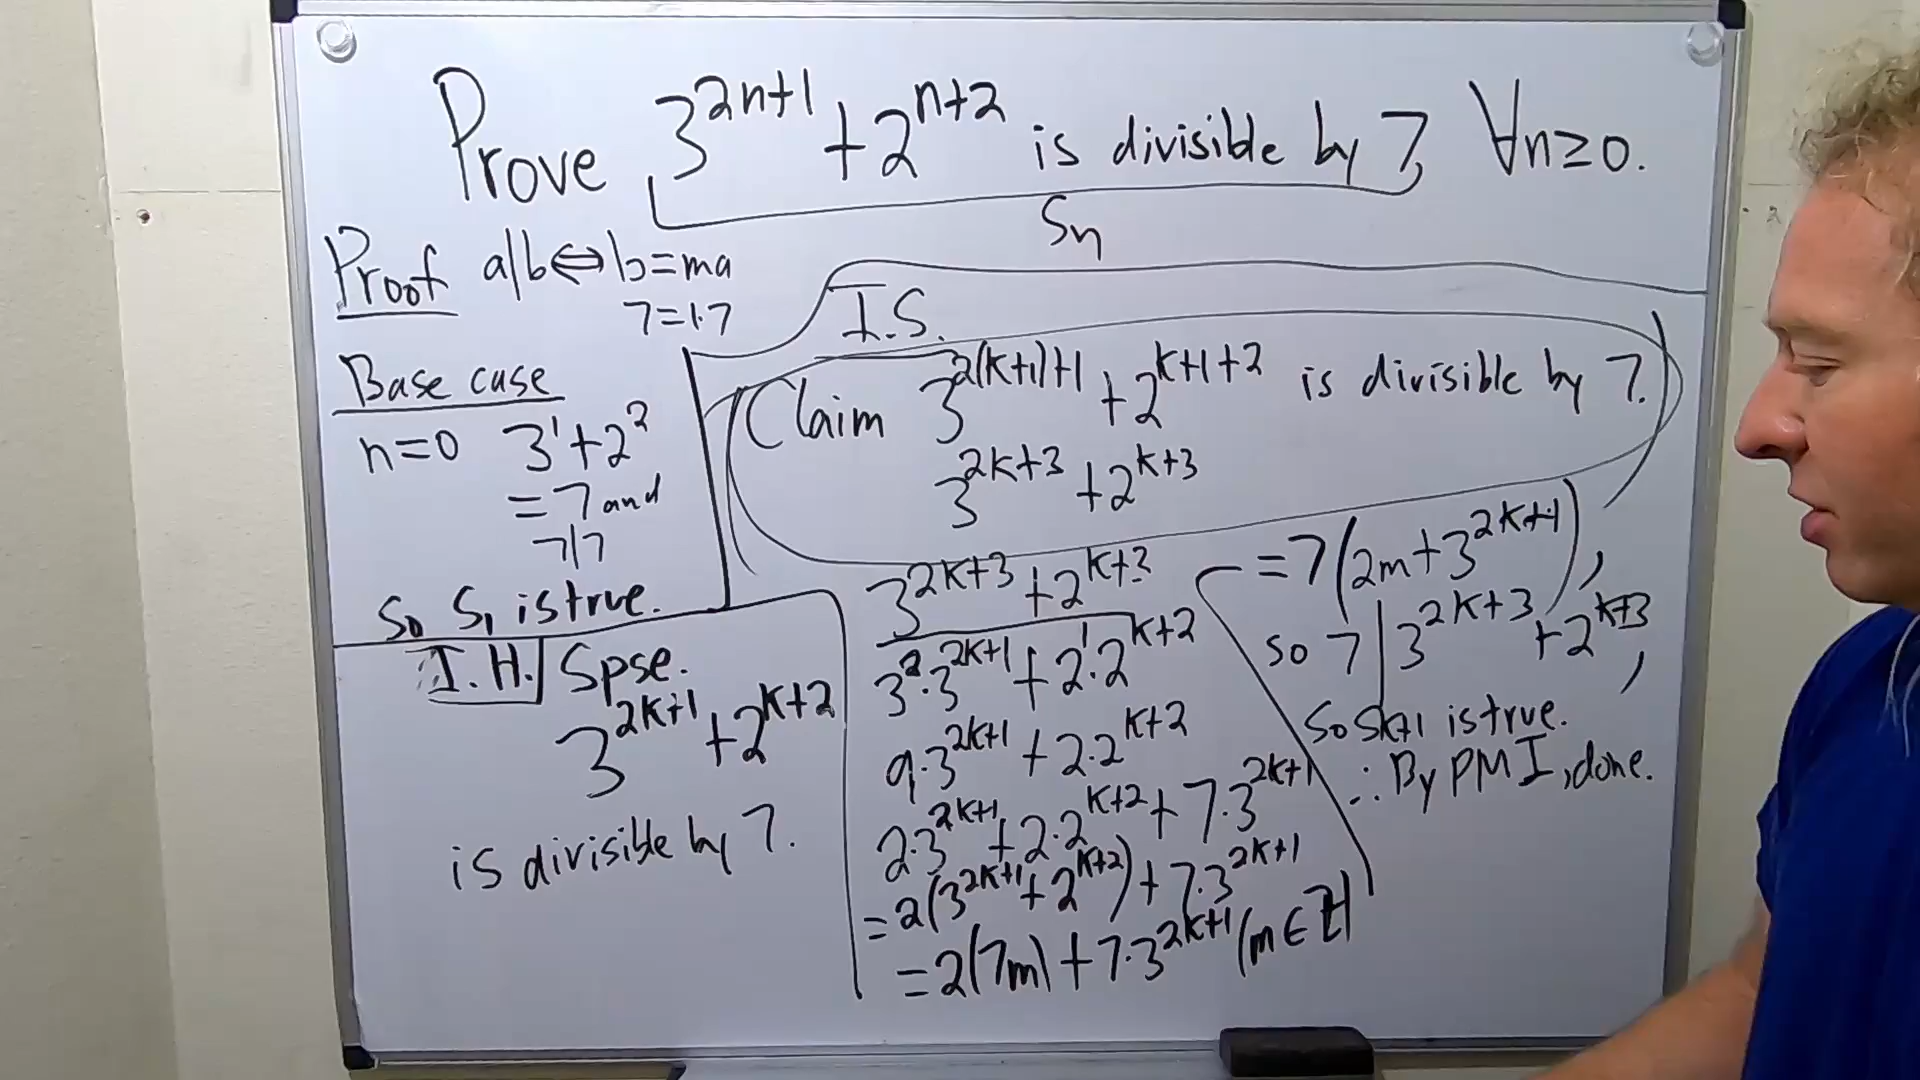 Prove 3^{2n+1} + 2^{n+2} is divisible by 7 ∀n≥0.
Sn
Proof a|b⇔b=ma
7=1·7
Base case
n=0 3^1+2^2
=7 and
7|7
So S_1 is true.
I.H. Spse.
3^{2k+1}+2^{k+2}
is divisible by 7.
I.S.
Claim 3^{2(k+1)+1}+2^{k+1+2} is divisible by 7.
3^{2k+3}+2^{k+3}
3^{2k+3}+2^{k+3}
3^2·3^{2k+1}+2^1·2^{k+2}
9·3^{2k+1}+2·2^{k+2}
2·3^{2k+1}+2·2^{k+2}+7·3^{2k+1}
=2(3^{2k+1}+2^{k+2})+7·3^{2k+1}
=2(7m)+7·3^{2k+1} (m∈Z)
=7(2m+3^{2k+1}),
so 7|3^{2k+3}+2^{k+3},
So S_{k+1} is true.
∴ By PMI, done.